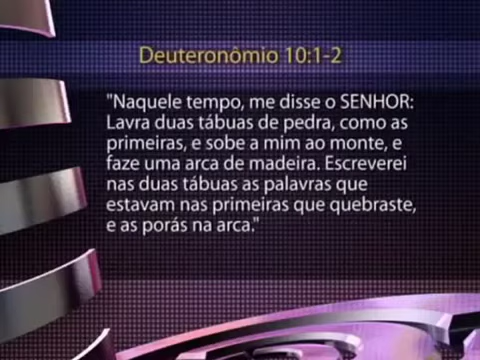 Deuteronômio 10:1-2
"Naquele tempo, me disse o SENHOR:
Lavra duas tábuas de pedra, como as
primeiras, e sobe a mim ao monte, e
faze uma arca de madeira. Escreverei
nas duas tábuas as palavras que
estavam nas primeiras que quebraste,
e as porás na arca."